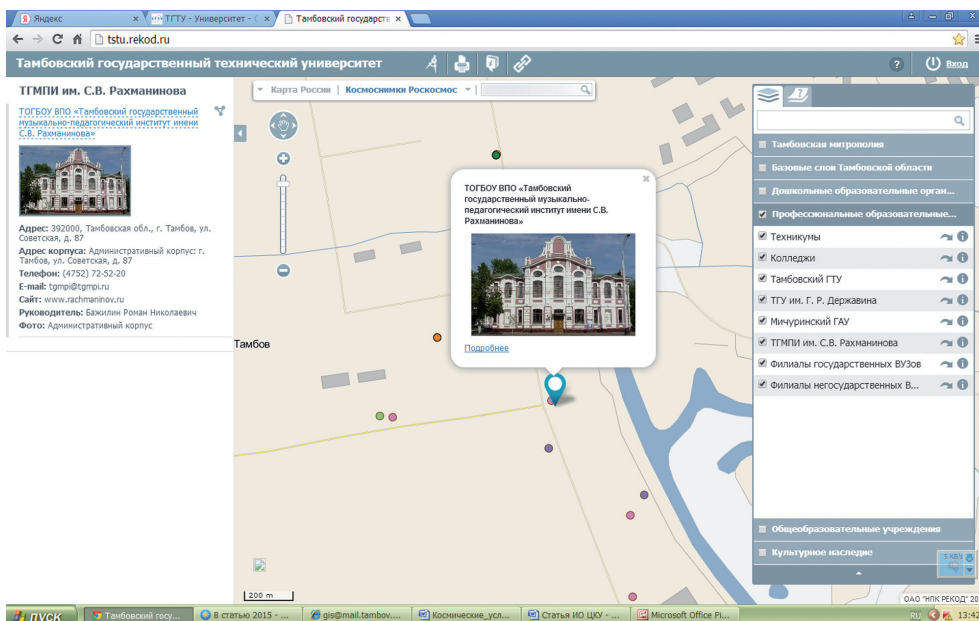 Яндекс
ТГТУ - Университет - С
Тамбовский государств
tstu.rekod.ru
Тамбовский государственный технический университет
Вход
ТГМПИ им. С.В. Рахманинова
ТОГБОУ ВПО «Тамбовский государственный
музыкально-педагогический институт имени
С.В. Рахманинова»
Адрес: 392000, Тамбовская обл., г. Тамбов, ул.
Советская, д. 87
Адрес корпуса: Административный корпус: г.
Тамбов, ул. Советская, д. 87
Телефон: (4752) 72-52-20
E-mail: tgmpi@tgmpi.ru
Сайт: www.rachmaninov.ru
Руководитель: Бажилин Роман Николаевич
Фото: Административный корпус
Карта России | Космоснимки Роскосмос
ТОГБОУ ВПО «Тамбовский
государственный музыкально-
педагогический институт имени С.В.
Рахманинова»
Подробнее
Тамбов
200 m
Тамбовская митрополия
Базовые слои Тамбовской области
Дошкольные образовательные орган...
Профессиональные образовательные...
Техникумы
Колледжи
Тамбовский ГТУ
ТГУ им. Г. Р. Державина
Мичуринский ГАУ
ТГМПИ им. С.В. Рахманинова
Филиалы государственных ВУЗов
Филиалы негосударственных В...
Общеобразовательные учреждения
Культурное наследие
5 КБ/s
ОАО "НПК РЕКОД" 20
пуск
Тамбовский госу...
В статью 2015 - ...
gis@mail.tambov....
Космические_усл...
Статья ИО ЦКУ - ...
Microsoft Office Pi...
RU
13:42